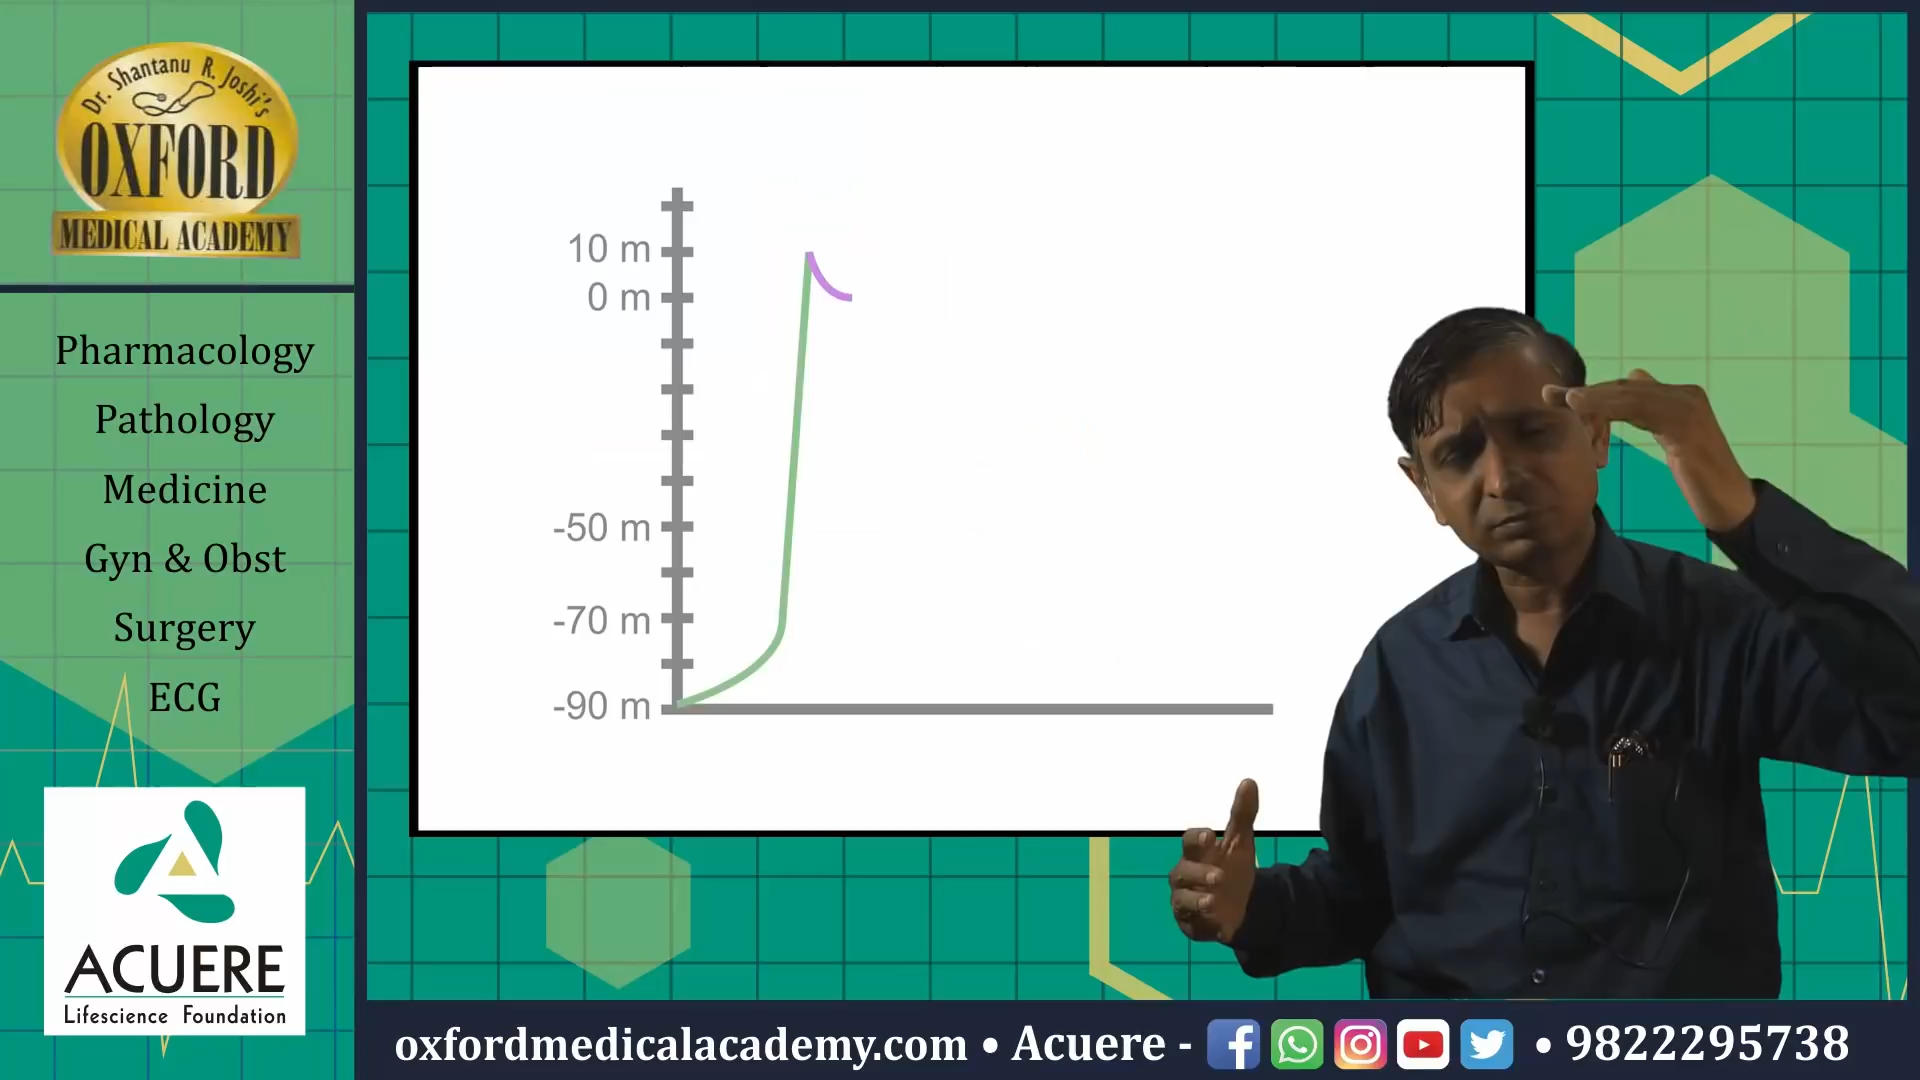 Dr. Shantanu R. Joshi's
OXFORD
MEDICAL ACADEMY
Pharmacology
Pathology
Medicine
Gyn & Obst
Surgery
ECG
ACUERE
Lifescience Foundation
10 m
0 m
-50 m
-70 m
-90 m
oxfordmedicalacademy.com • Acuere - • 9822295738